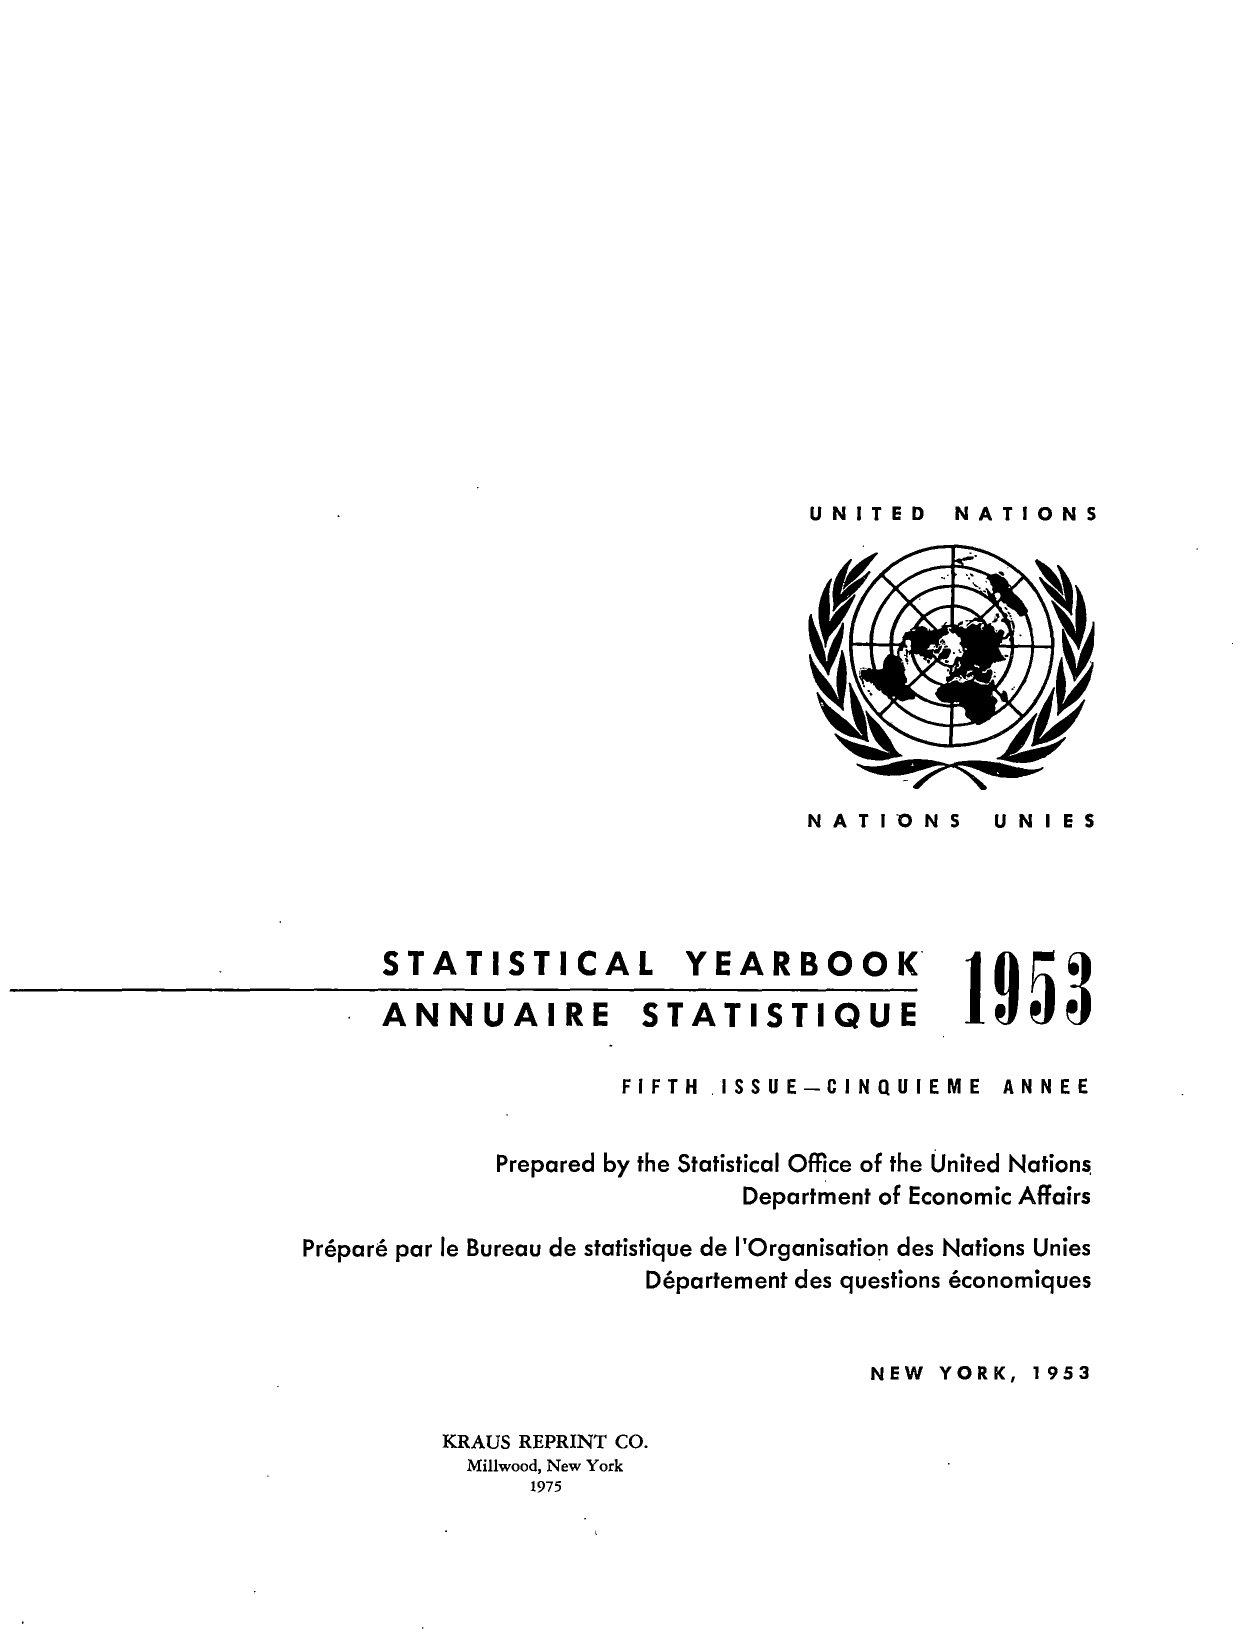 UNITED NATIONS
NATIONS UNIES
STATISTICAL YEARBOOK 1953
ANNUAIRE STATISTIQUE
FIFTH ISSUE—CINQUIEME ANNEE
Prepared by the Statistical Office of the United Nations
Department of Economic Affairs
Préparé par le Bureau de statistique de l'Organisation des Nations Unies
Département des questions économiques
NEW YORK, 1953
KRAUS REPRINT CO.
Millwood, New York
1975